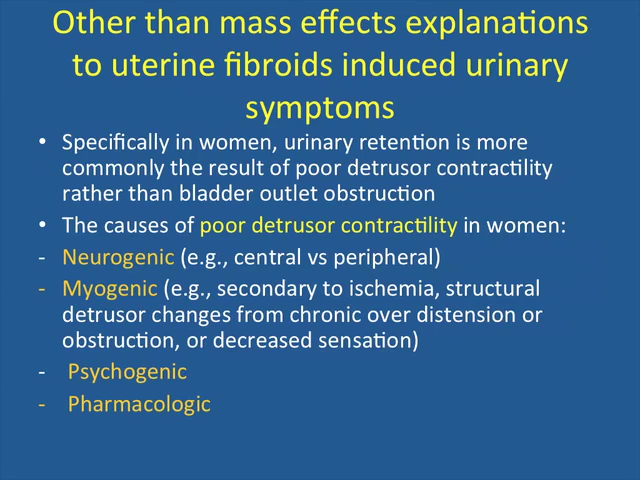 Other than mass effects explanations
to uterine fibroids induced urinary
symptoms
• Specifically in women, urinary retention is more
commonly the result of poor detrusor contractility
rather than bladder outlet obstruction
• The causes of poor detrusor contractility in women:
- Neurogenic (e.g., central vs peripheral)
- Myogenic (e.g., secondary to ischemia, structural
detrusor changes from chronic over distension or
obstruction, or decreased sensation)
- Psychogenic
- Pharmacologic